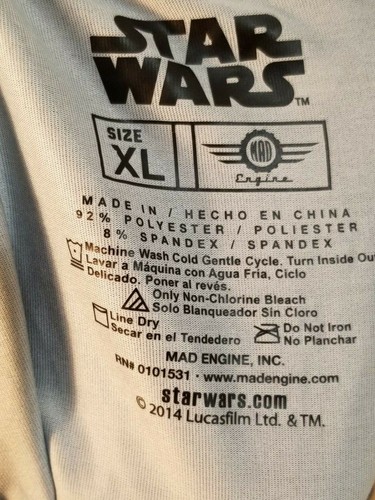 STAR
WARS™
SIZE
XL
MAD
Engine
MADE IN / HECHO EN CHINA
92% POLYESTER / POLIESTER
8% SPANDEX / SPANDEX
Machine Wash Cold Gentle Cycle. Turn Inside Ou
Lavar a Máquina con Agua Fria, Ciclo
Delicado. Poner al revés.
Only Non-Chlorine Bleach
Solo Blanqueador Sin Cloro
Line Dry
Secar en el Tendedero
Do Not Iron
No Planchar
MAD ENGINE, INC.
RN# 0101531 · www.madengine.com
starwars.com
© 2014 Lucasfilm Ltd. & TM.